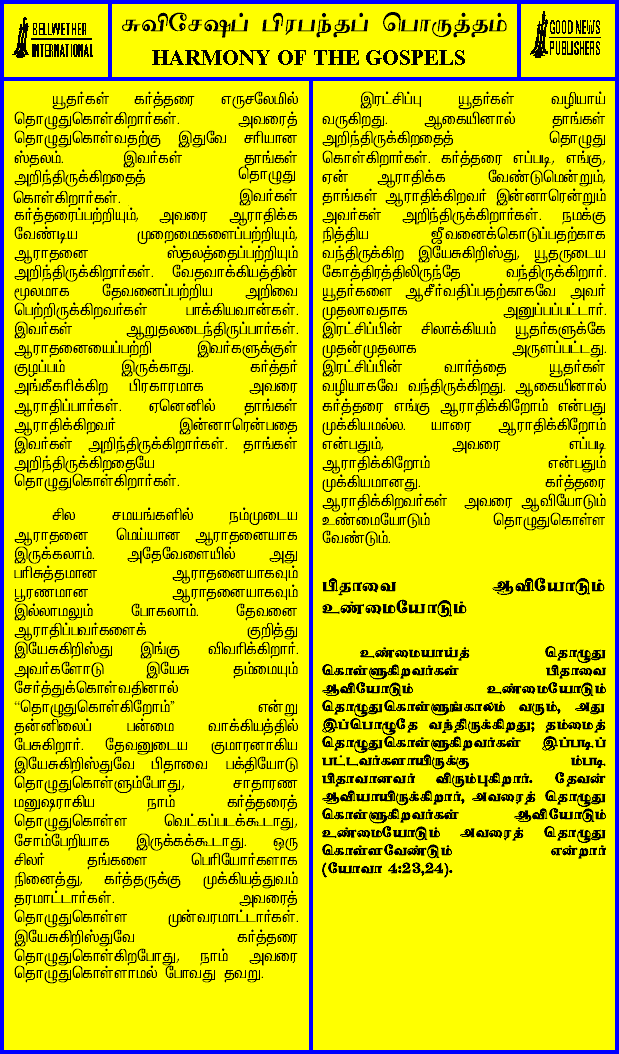 BELLWETHER
INTERNATIONAL
சுவிசேஷப் பிரபந்தப் பொருத்தம்
HARMONY OF THE GOSPELS
GOOD NEWS
PUBLISHERS
யூதர்கள் கர்த்தரை எருசலேமில்
தொழுதுகொள்கிறார்கள். அவரைத்
தொழுதுகொள்வதற்கு இதுவே சரியான
ஸ்தலம். இவர்கள் தாங்கள்
அறிந்திருக்கிறதைத் தொழுது
கொள்கிறார்கள். இவர்கள்
கர்த்தரைப்பற்றியும், அவரை ஆராதிக்க
வேண்டிய முறைமைகளைப்பற்றியும்,
ஆராதனை ஸ்தலத்தைப்பற்றியும்
அறிந்திருக்கிறார்கள். வேதவாக்கியத்தின்
மூலமாக தேவனைப்பற்றிய அறிவை
பெற்றிருக்கிறவர்கள் பாக்கியவான்கள்.
இவர்கள் ஆறுதலடைந்திருப்பார்கள்.
ஆராதனையைப்பற்றி இவர்களுக்குள்
குழப்பம் இருக்காது. கர்த்தர்
அங்கீகரிக்கிற பிரகாரமாக அவரை
ஆராதிப்பார்கள். ஏனெனில் தாங்கள்
ஆராதிக்கிறவர் இன்னாரென்பதை
இவர்கள் அறிந்திருக்கிறார்கள். தாங்கள்
அறிந்திருக்கிறதையே
தொழுதுகொள்கிறார்கள்.
சில சமயங்களில் நம்முடைய
ஆராதனை மெய்யான ஆராதனையாக
இருக்கலாம். அதேவேளையில் அது
பரிசுத்தமான ஆராதனையாகவும்
பூரணமான ஆராதனையாகவும்
இல்லாமலும் போகலாம். தேவனை
ஆராதிப்பவர்களைக் குறித்து
இயேசுகிறிஸ்து இங்கு விவரிக்கிறார்.
அவர்களோடு இயேசு தம்மையும்
சேர்த்துக்கொள்வதினால்
“தொழுதுகொள்கிறோம்” என்று
தன்னிலைப் பன்மை வாக்கியத்தில்
பேசுகிறார். தேவனுடைய குமாரனாகிய
இயேசுகிறிஸ்துவே பிதாவை பக்தியோடு
தொழுதுகொள்ளும்போது, சாதாரண
மனுஷராகிய நாம் கர்த்தரைத்
தொழுதுகொள்ள வெட்கப்படக்கூடாது,
சோம்பேறியாக இருக்கக்கூடாது. ஒரு
சிலர் தங்களை பெரியோர்களாக
நினைத்து, கர்த்தருக்கு முக்கியத்துவம்
தரமாட்டார்கள். அவரைத்
தொழுதுகொள்ள முன்வரமாட்டார்கள்.
இயேசுகிறிஸ்துவே கர்த்தரை
தொழுதுகொள்கிறபோது, நாம் அவரை
தொழுதுகொள்ளாமல் போவது தவறு.
இரட்சிப்பு யூதர்கள் வழியாய்
வருகிறது. ஆகையினால் தாங்கள்
அறிந்திருக்கிறதைத் தொழுது
கொள்கிறார்கள். கர்த்தரை எப்படி, எங்கு,
ஏன் ஆராதிக்க வேண்டுமென்றும்,
தாங்கள் ஆராதிக்கிறவர் இன்னாரென்றும்
அவர்கள் அறிந்திருக்கிறார்கள். நமக்கு
நித்திய ஜீவனைக்கொடுப்பதற்காக
வந்திருக்கிற இயேசுகிறிஸ்து, யூதருடைய
கோத்திரத்திலிருந்தே வந்திருக்கிறார்.
யூதர்களை ஆசீர்வதிப்பதற்காகவே அவர்
முதலாவதாக அனுப்பப்பட்டார்.
இரட்சிப்பின் சிலாக்கியம் யூதர்களுக்கே
முதன்முதலாக அருளப்பட்டது.
இரட்சிப்பின் வார்த்தை யூதர்கள்
வழியாகவே வந்திருக்கிறது. ஆகையினால்
கர்த்தரை எங்கு ஆராதிக்கிறோம் என்பது
முக்கியமல்ல. யாரை ஆராதிக்கிறோம்
என்பதும், அவரை எப்படி
ஆராதிக்கிறோம் என்பதும்
முக்கியமானது. கர்த்தரை
ஆராதிக்கிறவர்கள் அவரை ஆவியோடும்
உண்மையோடும் தொழுதுகொள்ள
வேண்டும்.
பிதாவை ஆவியோடும்
உண்மையோடும்
உண்மையாய்த் தொழுது
கொள்ளுகிறவர்கள் பிதாவை
ஆவியோடும் உண்மையோடும்
தொழுதுகொள்ளுங்காலம் வரும், அது
இப்பொழுதே வந்திருக்கிறது; தம்மைத்
தொழுதுகொள்ளுகிறவர்கள் இப்படிப்
பட்டவர்களாயிருக்கு ம்படி
பிதாவானவர் விரும்புகிறார். தேவன்
ஆவியாயிருக்கிறார், அவரைத் தொழுது
கொள்ளுகிறவர்கள் ஆவியோடும்
உண்மையோடும் அவரைத் தொழுது
கொள்ளவேண்டும் என்றார்
(யோவா 4:23,24).